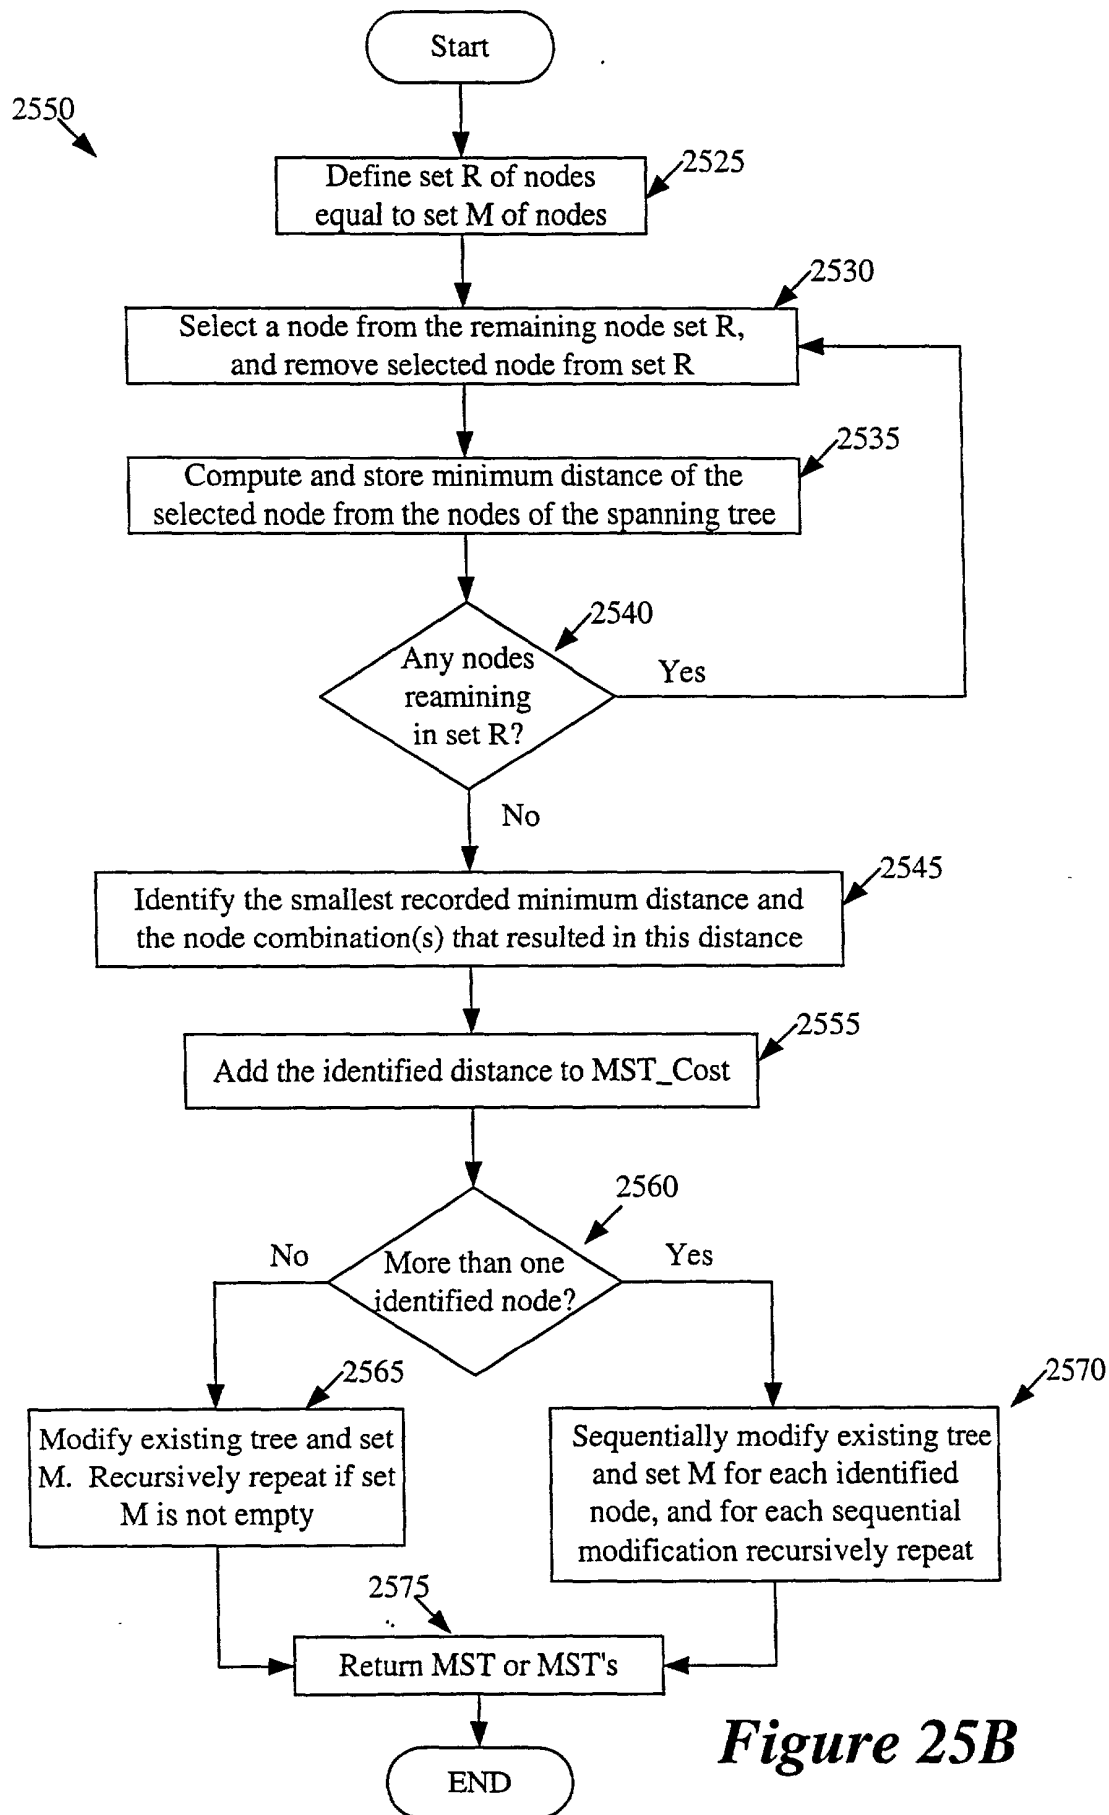 Start
2550
2525
Define set R of nodes
equal to set M of nodes
2530
Select a node from the remaining node set R,
and remove selected node from set R
2535
Compute and store minimum distance of the
selected node from the nodes of the spanning tree
2540
Any nodes
reamining
in set R?
Yes
No
2545
Identify the smallest recorded minimum distance and
the node combination(s) that resulted in this distance
2555
Add the identified distance to MST_Cost
2560
More than one
identified node?
No
Yes
2565
Modify existing tree and set
M. Recursively repeat if set
M is not empty
2570
Sequentially modify existing tree
and set M for each identified
node, and for each sequential
modification recursively repeat
2575
Return MST or MST's
END
Figure 25B